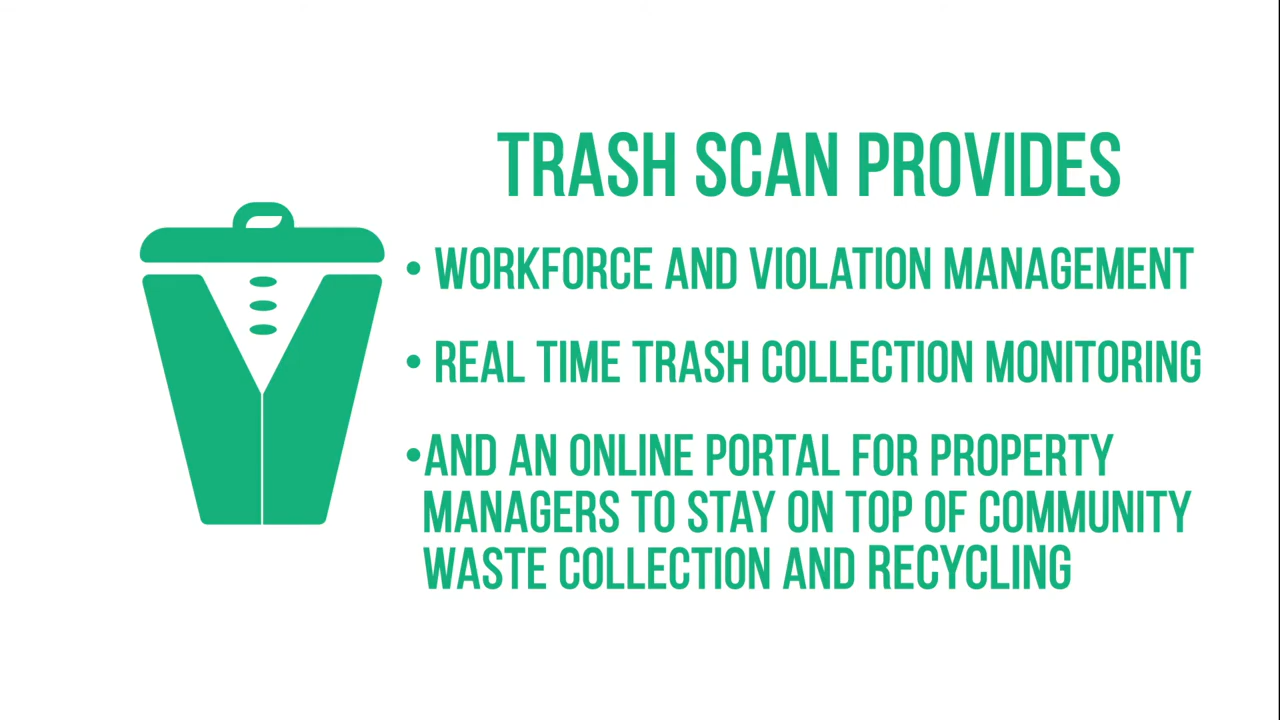 TRASH SCAN PROVIDES
• WORKFORCE AND VIOLATION MANAGEMENT
• REAL TIME TRASH COLLECTION MONITORING
•AND AN ONLINE PORTAL FOR PROPERTY
MANAGERS TO STAY ON TOP OF COMMUNITY
WASTE COLLECTION AND RECYCLING